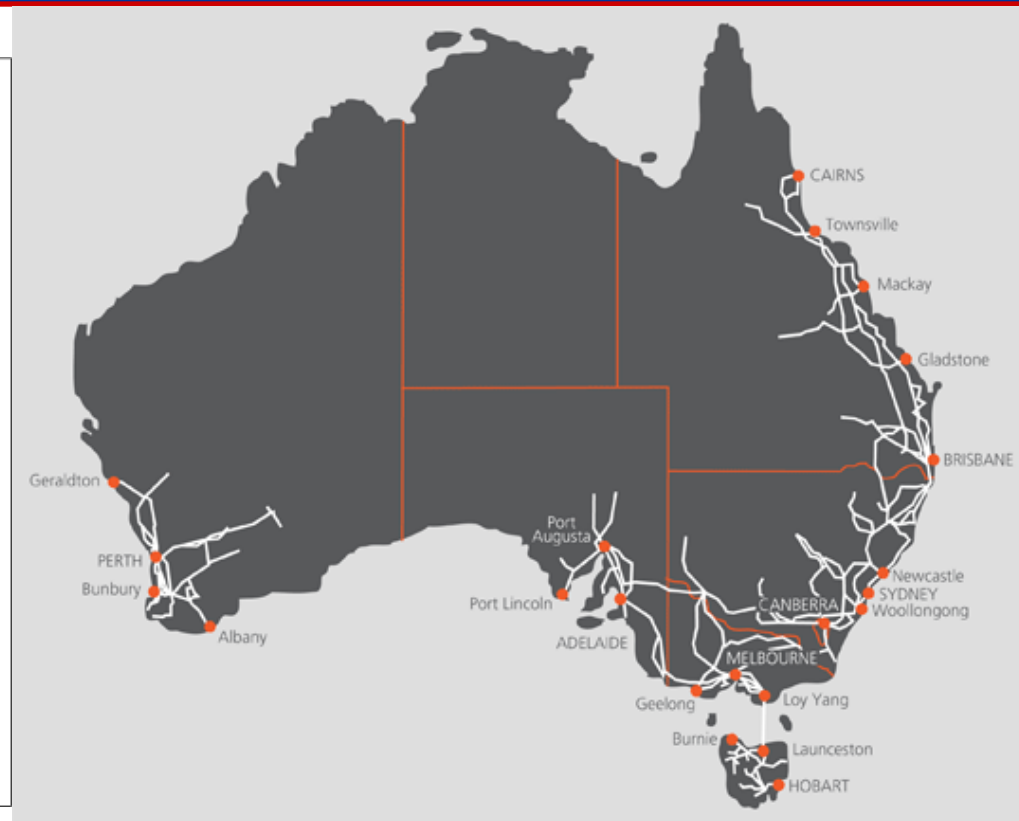 CAIRNS
Townsville
Mackay
Gladstone
BRISBANE
Geraldton
PERTH
Bunbury
Albany
Port
Augusta
Port Lincoln
ADELAIDE
Newcastle
SYDNEY
Woollongong
CANBERRA
MELBOURNE
Geelong
Loy Yang
Burnie
Launceston
HOBART